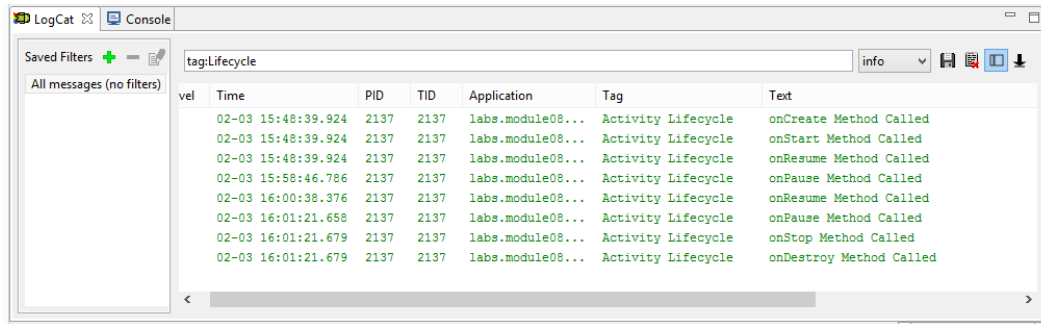 LogCat Console
Saved Filters
tag:Lifecycle info
All messages (no filters)
vel Time PID TID Application Tag Text
02-03 15:48:39.924 2137 2137 labs.module08... Activity Lifecycle onCreate Method Called
02-03 15:48:39.924 2137 2137 labs.module08... Activity Lifecycle onStart Method Called
02-03 15:48:39.924 2137 2137 labs.module08... Activity Lifecycle onResume Method Called
02-03 15:58:46.786 2137 2137 labs.module08... Activity Lifecycle onPause Method Called
02-03 16:00:38.376 2137 2137 labs.module08... Activity Lifecycle onResume Method Called
02-03 16:01:21.658 2137 2137 labs.module08... Activity Lifecycle onPause Method Called
02-03 16:01:21.679 2137 2137 labs.module08... Activity Lifecycle onStop Method Called
02-03 16:01:21.679 2137 2137 labs.module08... Activity Lifecycle onDestroy Method Called